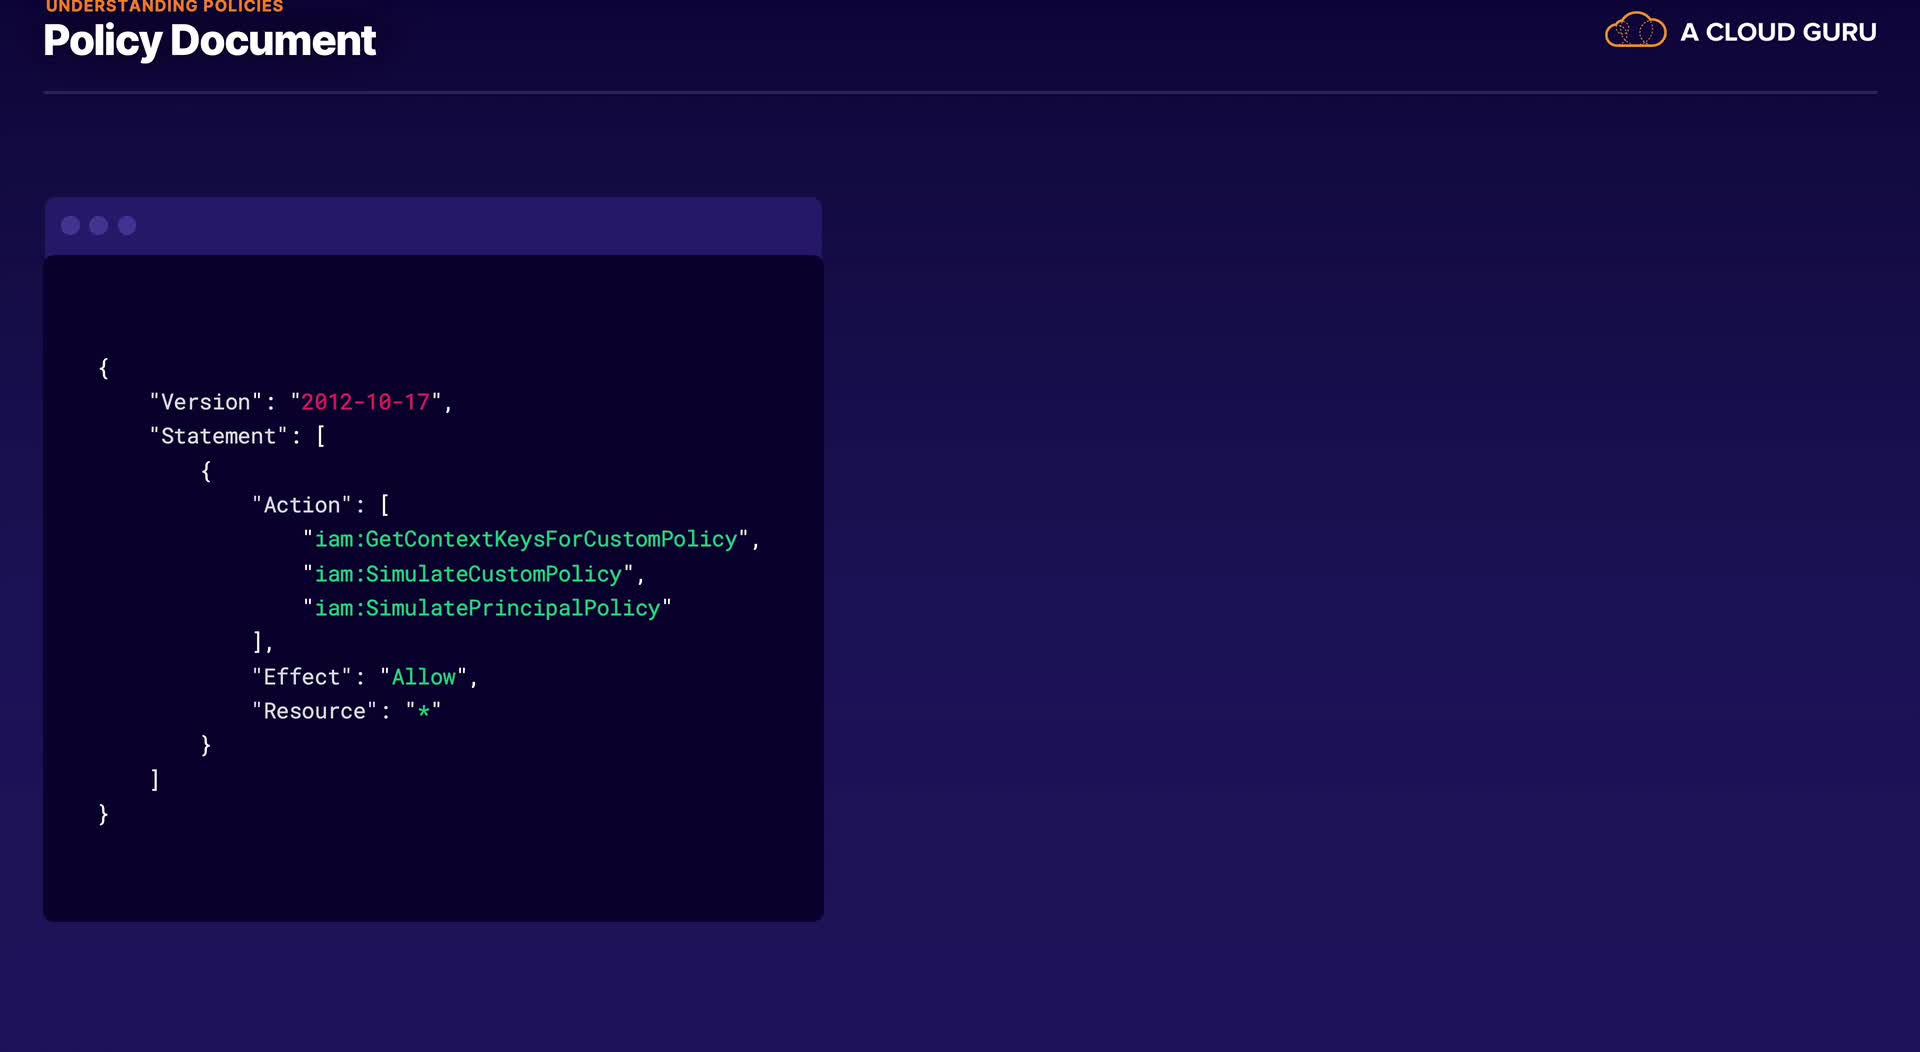 UNDERSTANDING POLICIES
Policy Document
A CLOUD GURU
{
"Version": "2012-10-17",
"Statement": [
{
"Action": [
"iam:GetContextKeysForCustomPolicy",
"iam:SimulateCustomPolicy",
"iam:SimulatePrincipalPolicy"
],
"Effect": "Allow",
"Resource": "*"
}
]
}